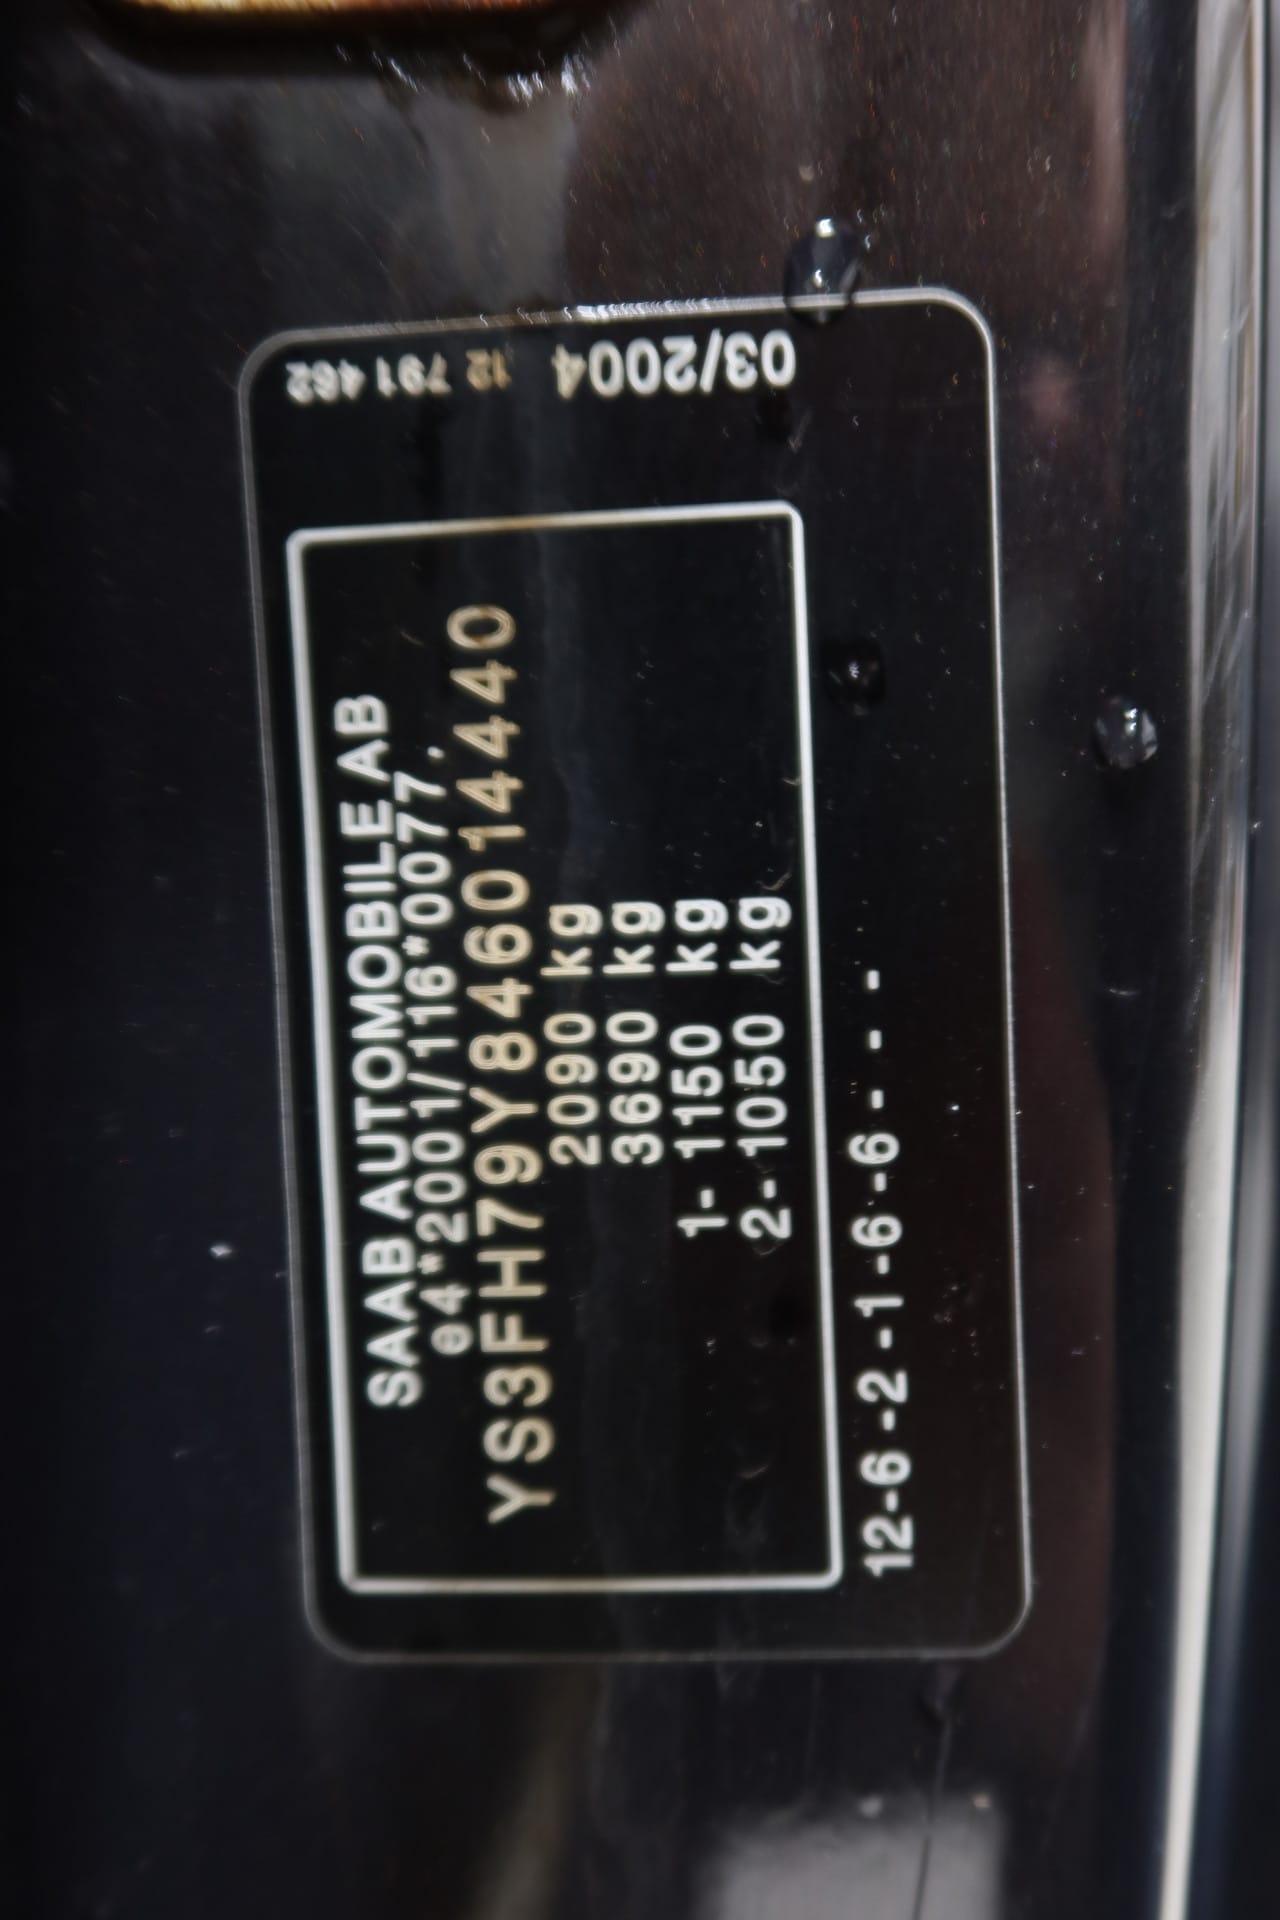 SAAB AUTOMOBILE AB
e4*2001/116*0077.
YS3FH79Y846014440
2090 kg
3690 kg
1- 1150 kg
2- 1050 kg
12-6-2-1-6-6- - -
03/2004
12 791 462